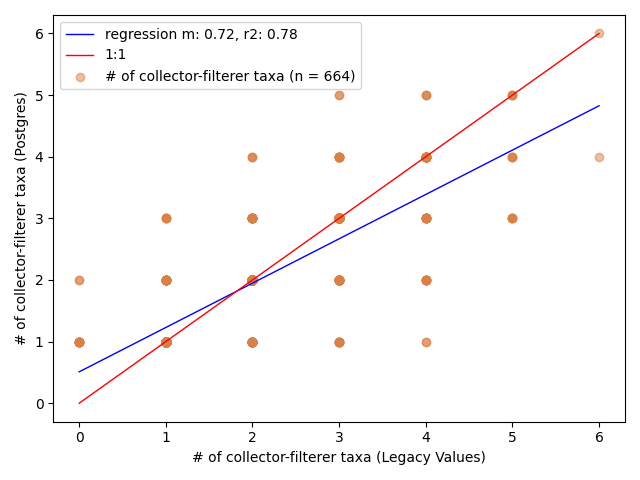 regression m: 0.72, r2: 0.78
1:1
# of collector-filterer taxa (n = 664)
# of collector-filterer taxa (Postgres)
6
5
4
3
2
1
0
0 1 2 3 4 5 6
# of collector-filterer taxa (Legacy Values)